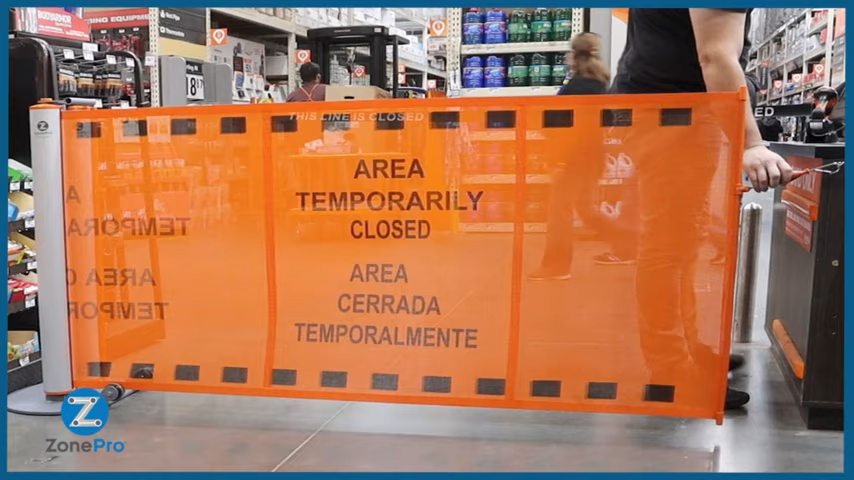 THIS LINE IS CLOSED
AREA
TEMPORARILY
CLOSED
AREA
CERRADA
TEMPORALMENTE
ZonePro